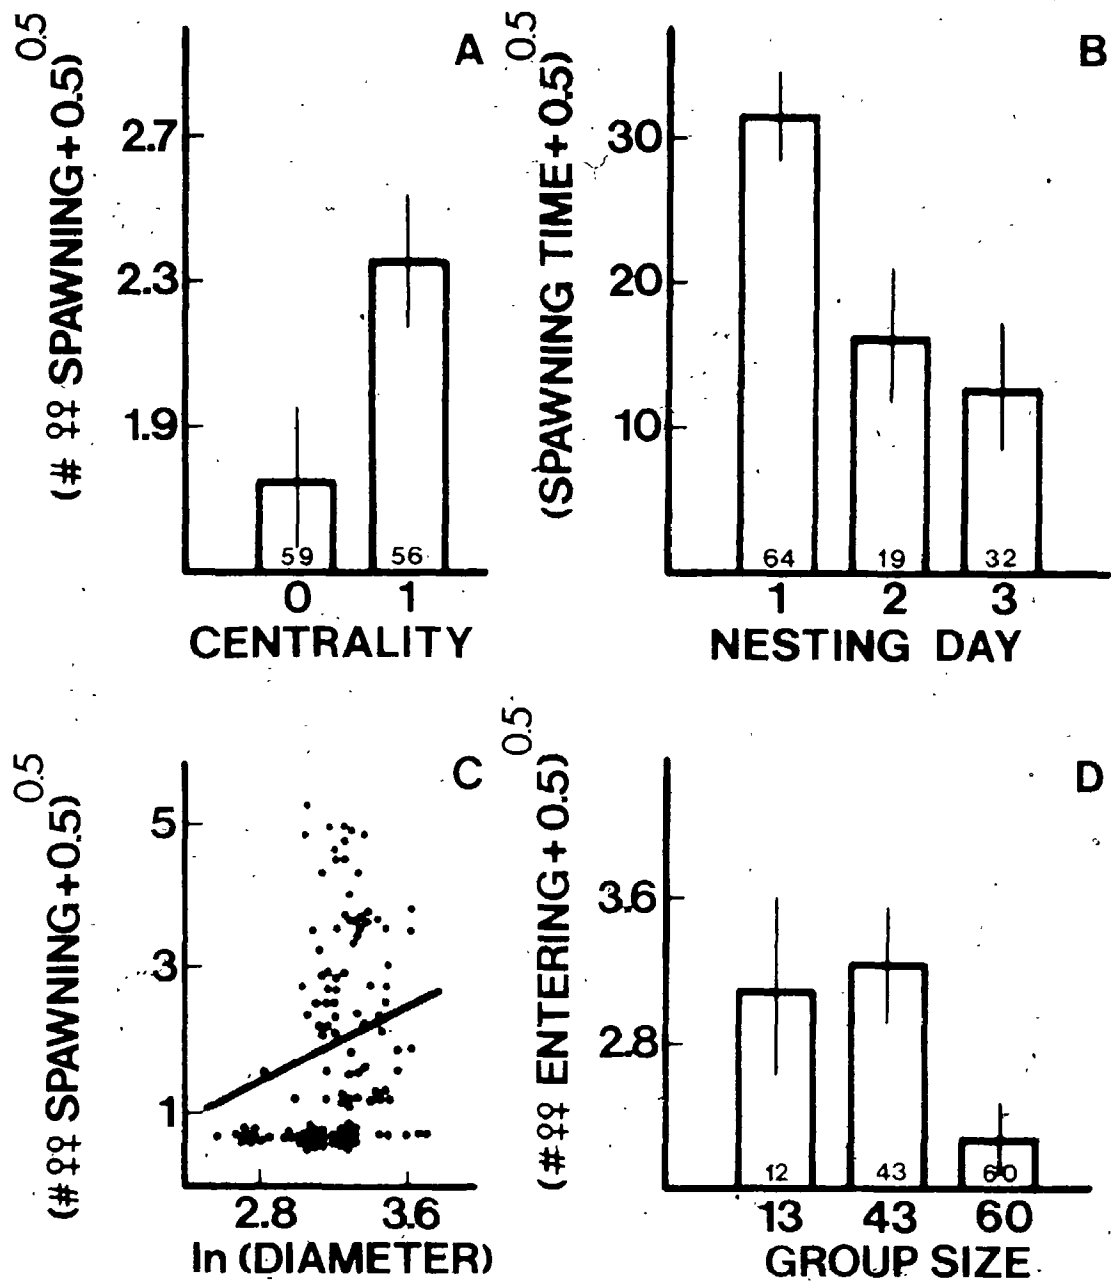 A
(# ♀♀ SPAWNING+0.5)^0.5
2.7
2.3
1.9
59 56
0 1
CENTRALITY
B
(SPAWNING TIME+0.5)^0.5
30
20
10
64 19 32
1 2 3
NESTING DAY
C
(# ♀♀ SPAWNING+0.5)^0.5
5
3
1
2.8 3.6
ln (DIAMETER)
D
(# ♀♀ ENTERING+0.5)^0.5
3.6
2.8
12 43 60
13 43 60
GROUP SIZE